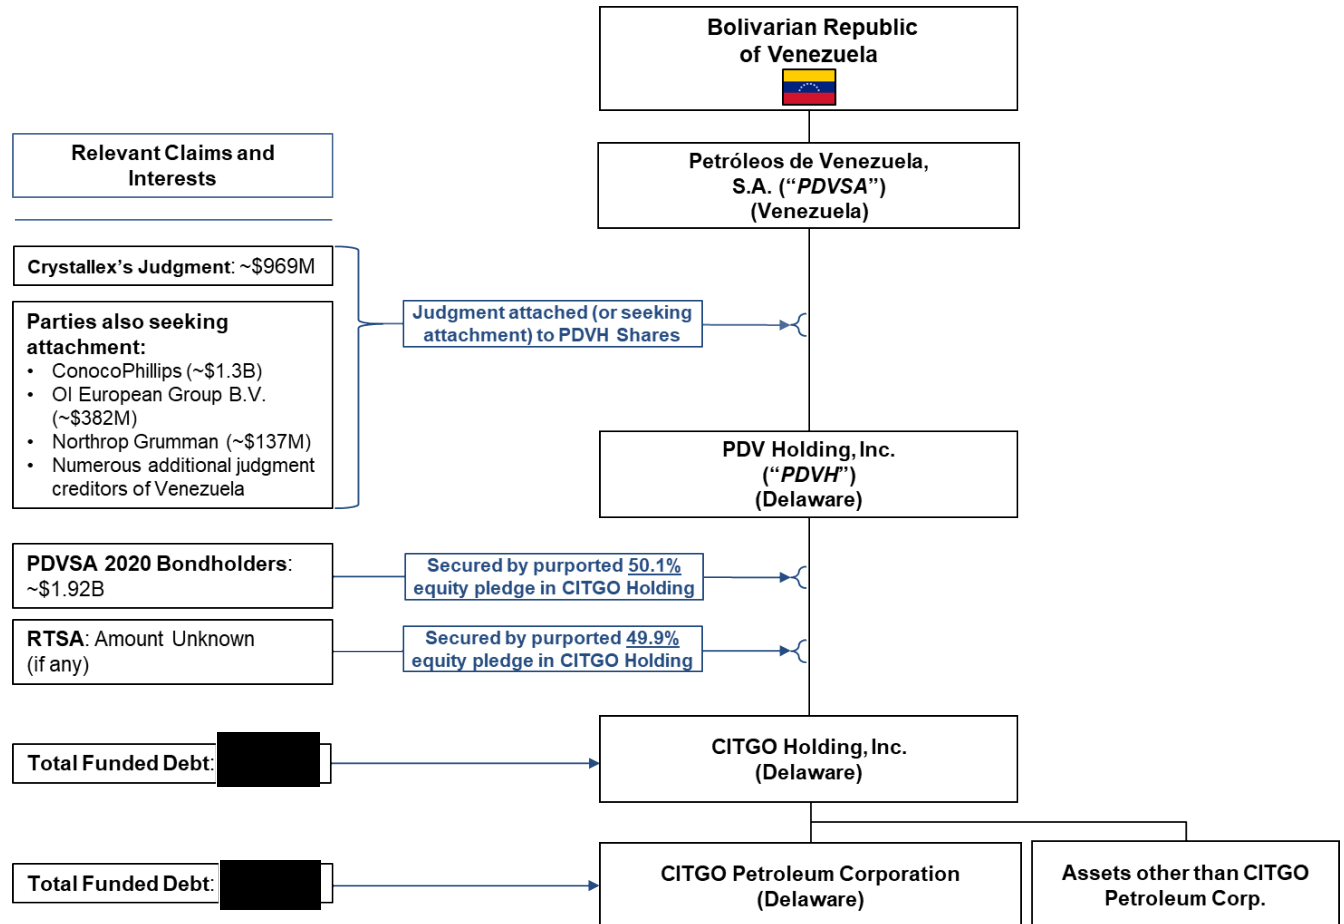 Bolivarian Republic
of Venezuela
Petróleos de Venezuela,
S.A. (“PDVSA”)
(Venezuela)
Relevant Claims and
Interests
Crystallex’s Judgment: ~$969M
Parties also seeking
attachment:
• ConocoPhillips (~$1.3B)
• OI European Group B.V.
(~$382M)
• Northrop Grumman (~$137M)
• Numerous additional judgment
creditors of Venezuela
Judgment attached (or seeking
attachment) to PDVH Shares
PDV Holding, Inc.
(“PDVH”)
(Delaware)
PDVSA 2020 Bondholders:
~$1.92B
Secured by purported 50.1%
equity pledge in CITGO Holding
RTSA: Amount Unknown
(if any)
Secured by purported 49.9%
equity pledge in CITGO Holding
Total Funded Debt:
CITGO Holding, Inc.
(Delaware)
Total Funded Debt:
CITGO Petroleum Corporation
(Delaware)
Assets other than CITGO
Petroleum Corp.